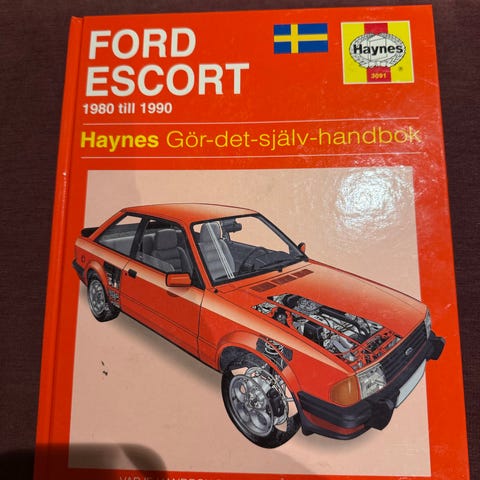 FORD
ESCORT
1980 till 1990
Haynes
3091
Haynes Gör-det-själv-handbok